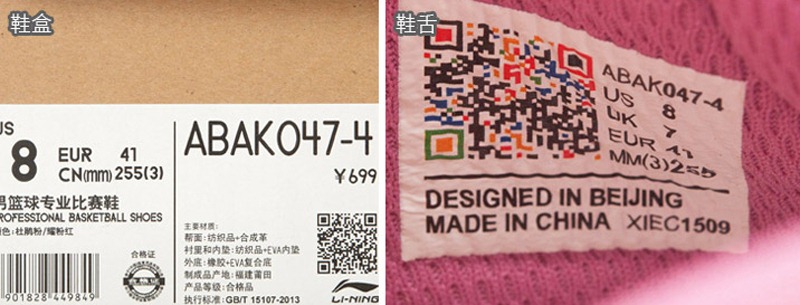 鞋盒
US
8
EUR 41
CN(mm) 255(3)
男篮球专业比赛鞋
PROFESSIONAL BASKETBALL SHOES
颜色: 杜鹃粉/耀粉红
合格证
901828 449849
ABAK047-4
￥699
主要材质:
帮面: 纺织品+合成革
衬里和内垫: 纺织品+EVA内垫
外底: 橡胶+EVA复合底
制成品产地: 福建莆田
产品等级: 合格品
执行标准: GB/T 15107-2013
LI-NING
鞋舌
ABAK047-4
US 8
UK 7
EUR 41
MM(3)255
DESIGNED IN BEIJING
MADE IN CHINA XIEC1509